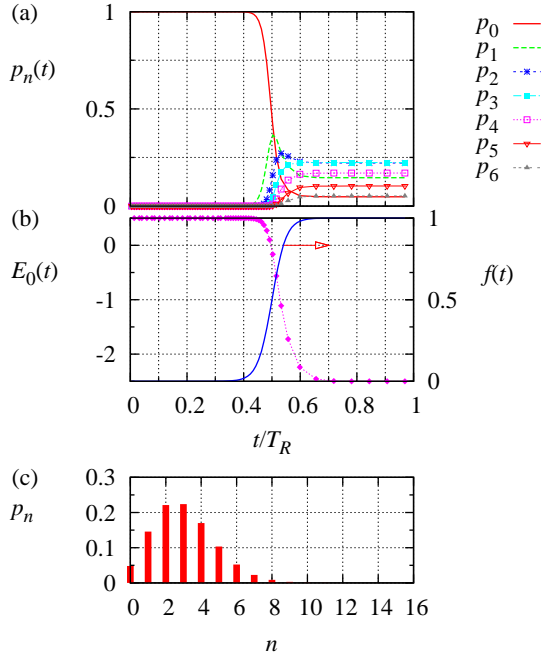 (a)
1
p_n(t)
0.5
0
p_0
p_1
p_2
p_3
p_4
p_5
p_6
(b)
0
E_0(t)
-1
-2
1
f(t)
0.5
0
0 0.2 0.4 0.6 0.8 1
t/T_R
(c)
0.3
p_n
0.2
0.1
0
0 2 4 6 8 10 12 14 16
n